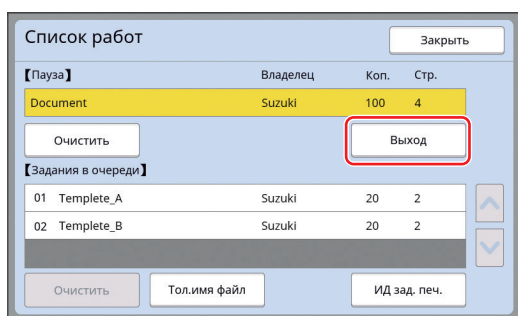 Список работ Закрыть
【Пауза】 Владелец Коп. Стр.
Document Suzuki 100 4
Очистить Выход
【Задания в очереди】
01 Templete_A Suzuki 20 2
02 Templete_B Suzuki 20 2
Очистить Тол.имя файл ИД зад. печ.